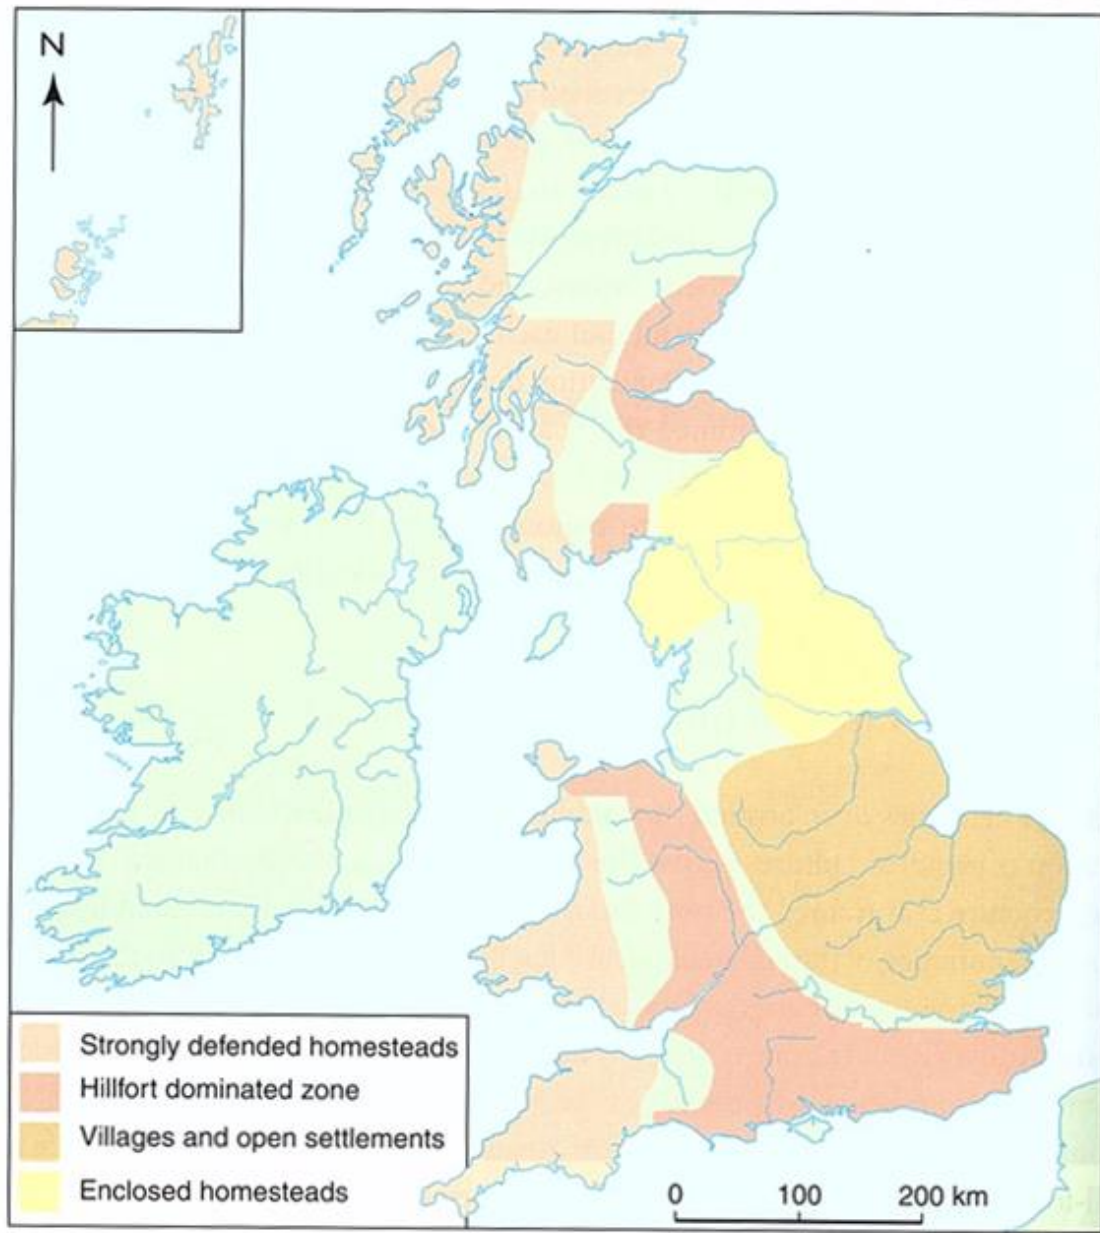 N
Strongly defended homesteads
Hillfort dominated zone
Villages and open settlements
Enclosed homesteads
0 100 200 km